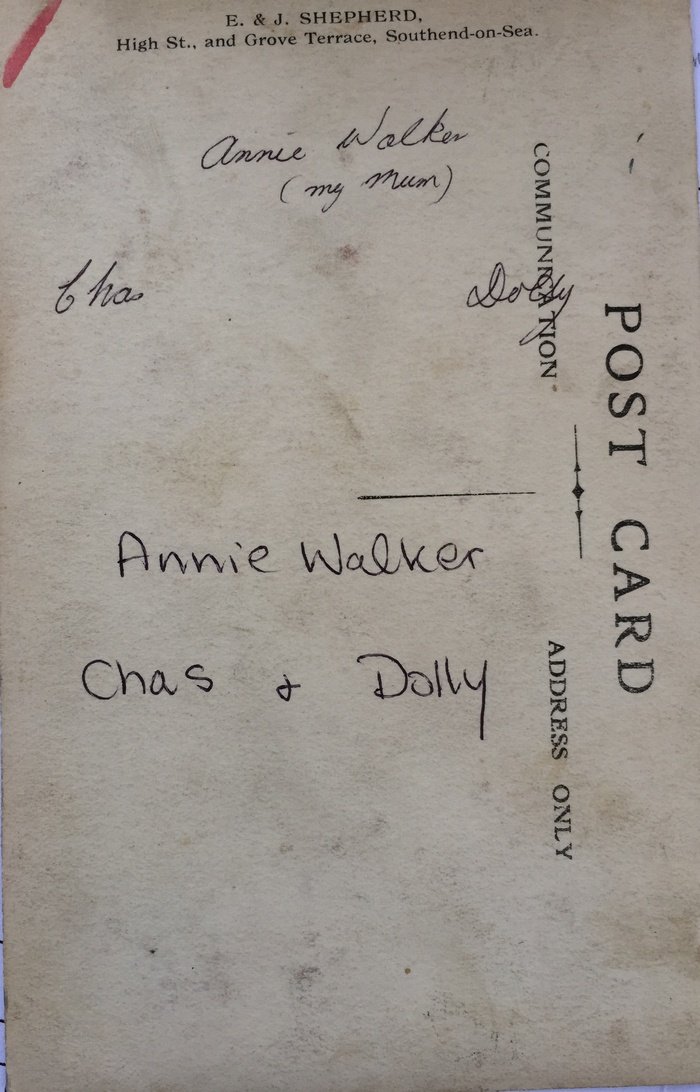 E. & J. SHEPHERD,
High St., and Grove Terrace, Southend-on-Sea.
Annie Walker
(my Mum)
Chas Dolly
Annie Walker
Chas & Dolly
POST CARD
COMMUNICATION
ADDRESS ONLY